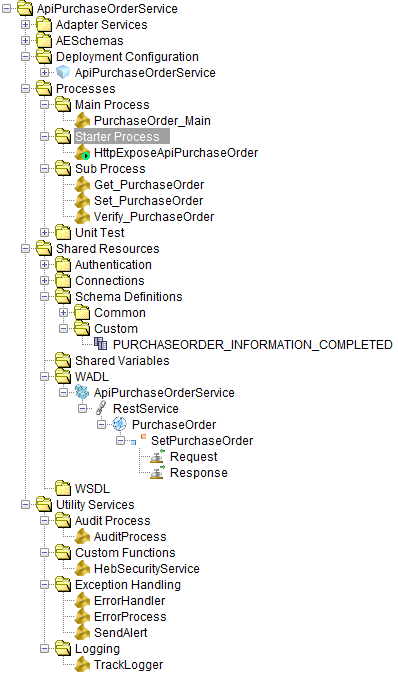 ApiPurchaseOrderService
Adapter Services
AESchemas
Deployment Configuration
ApiPurchaseOrderService
Processes
Main Process
PurchaseOrder_Main
Starter Process
HttpExposeApiPurchaseOrder
Sub Process
Get_PurchaseOrder
Set_PurchaseOrder
Verify_PurchaseOrder
Unit Test
Shared Resources
Authentication
Connections
Schema Definitions
Common
Custom
PURCHASEORDER_INFORMATION_COMPLETED
Shared Variables
WADL
ApiPurchaseOrderService
RestService
PurchaseOrder
SetPurchaseOrder
Request
Response
WSDL
Utility Services
Audit Process
AuditProcess
Custom Functions
HebSecurityService
Exception Handling
ErrorHandler
ErrorProcess
SendAlert
Logging
TrackLogger